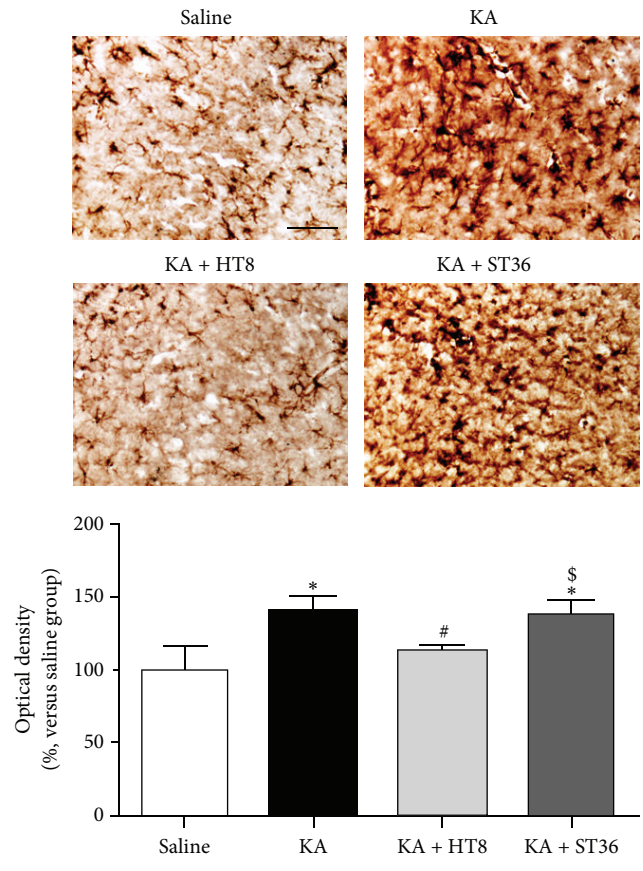 Saline
KA
KA + HT8
KA + ST36
Optical density
(%, versus saline group)
200
150
100
50
0
*
#
$
*
Saline
KA
KA + HT8
KA + ST36